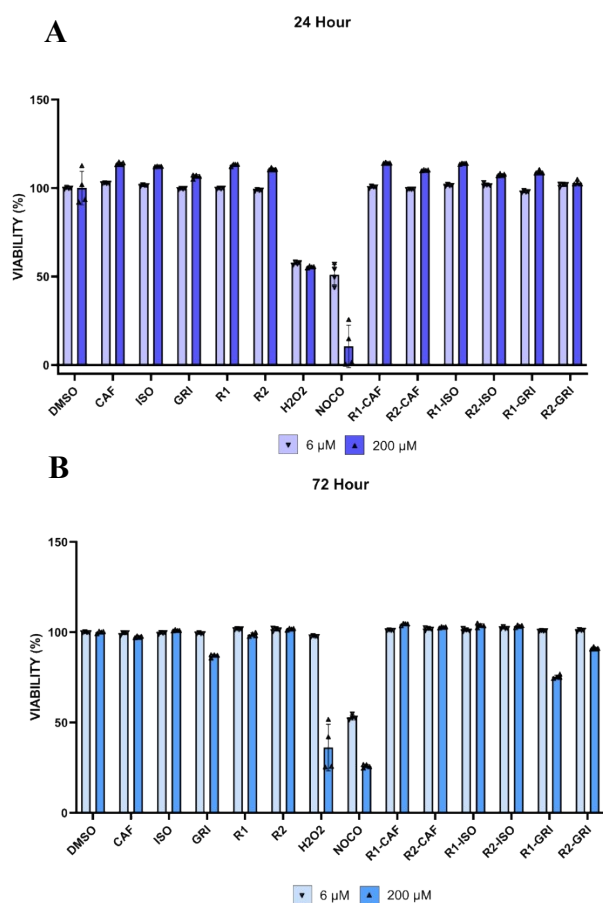 A
24 Hour
150
100
50
0
VIABILITY (%)
DMSO
CAF
ISO
GRI
R1
R2
H2O2
NOCO
R1-CAF
R2-CAF
R1-ISO
R2-ISO
R1-GRI
R2-GRI
6 μM 200 μM
B
72 Hour
150
100
50
0
VIABILITY (%)
DMSO
CAF
ISO
GRI
R1
R2
H2O2
NOCO
R1-CAF
R2-CAF
R1-ISO
R2-ISO
R1-GRI
R2-GRI
6 μM 200 μM